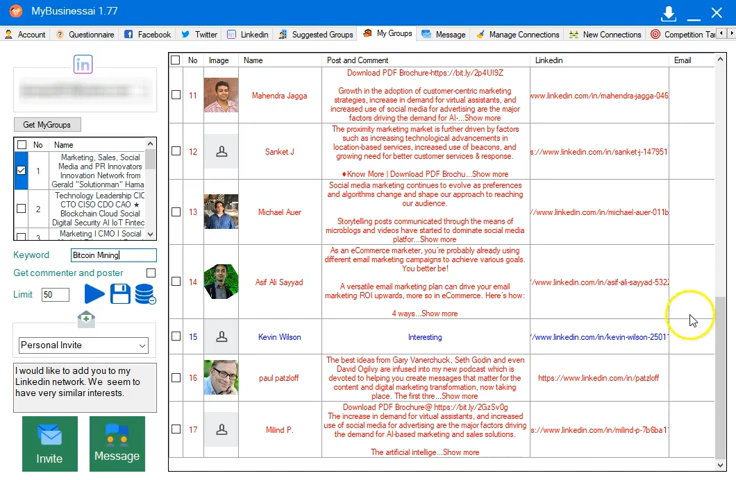 MyBusinessai 1.77
Account Questionnaire Facebook Twitter Linkedin Suggested Groups My Groups Message Manage Connections New Connections Competition Ta
Get MyGroups
No Name
1 Marketing, Sales, Social
Media and PR Innovators
Innovation Network from
Gerald "Solutionman" Hama
2 Technology Leadership CIO
CTO CISO CDO CAO ★
Blockchain Cloud Social
Digital Security AI IoT Fintech
3 Marketing I CMO I Social
Keyword Bitcoin Mining
Get commenter and poster
Limit 50
Personal Invite
I would like to add you to my
Linkedin network. We seem to
have very similar interests.
Invite
Message
No Image Name Post and Comment Linkedin Email
Download PDF Brochure-https://bit.ly/2p4UI9Z
11 Mahendra Jagga
Growth in the adoption of customer-centric marketing
strategies, increase in demand for virtual assistants, and
increased use of social media for advertising are the major
factors driving the demand for AI-...Show more
www.linkedin.com/in/mahendra-jagga-046
12 Sanket J
The proximity marketing market is further driven by factors
such as increasing technological advancements in
location-based services, increased use of beacons, and
growing need for better customer services & response.
♦Know More | Download PDF Brochu...Show more
s://www.linkedin.com/in/sanket-j-147951
13 Michael Auer
Social media marketing continues to evolve as preferences
and algorithms change and shape our approach to reaching
our audience.
Storytelling posts communicated through the means of
microblogs and videos have started to dominate social
media platfor...Show more
/www.linkedin.com/in/michael-auer-011b
14 Asif Ali Sayyad
As an eCommerce marketer, you're probably already using
different email marketing campaigns to achieve various goals.
You better be!
A versatile email marketing plan can drive your email
marketing ROI upwards, more so in eCommerce. Here's how:
4 ways...Show more
/www.linkedin.com/in/asif-ali-sayyad-532
15 Kevin Wilson Interesting //www.linkedin.com/in/kevin-wilson-25011
16 paul patzloff
The best ideas from Gary Vanerchuck, Seth Godin and even
David Ogilvy are infused into my new podcast which is
devoted to helping you create messages that matter for the
content and digital marketing transformation, now taking
place. The first thre...Show more
https://www.linkedin.com/in/patzloff
17 Milind P.
Download PDF Brochure@ https://bit.ly/2GzSv0g
The increase in demand for virtual assistants, and increased
use of social media for advertising are the major factors
driving the demand for AI-based marketing and sales solutions.
The artificial intellige...Show more
s://www.linkedin.com/in/milind-p-7b6ba11